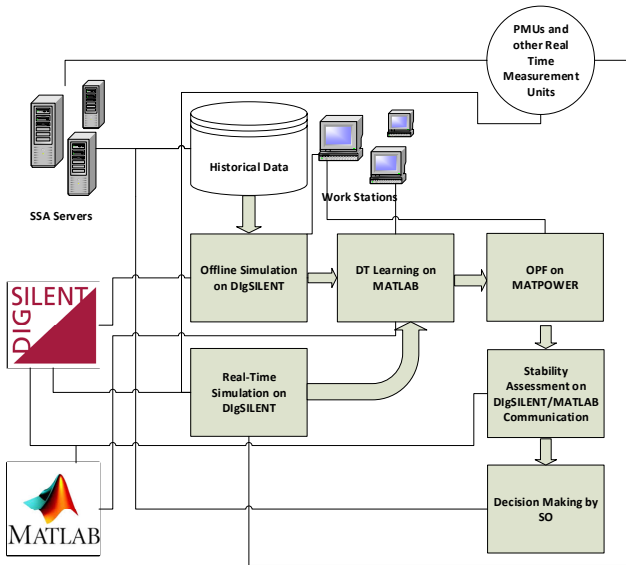 PMUs and
other Real
Time
Measurement
Units
Historical Data
SSA Servers
Work Stations
Offline Simulation
on DIgSILENT
DT Learning on
MATLAB
OPF on
MATPOWER
DIG
SILENT
Real-Time
Simulation on
DIgSILENT
Stability
Assessment on
DIgSILENT/MATLAB
Communication
MATLAB
Decision Making by
SO